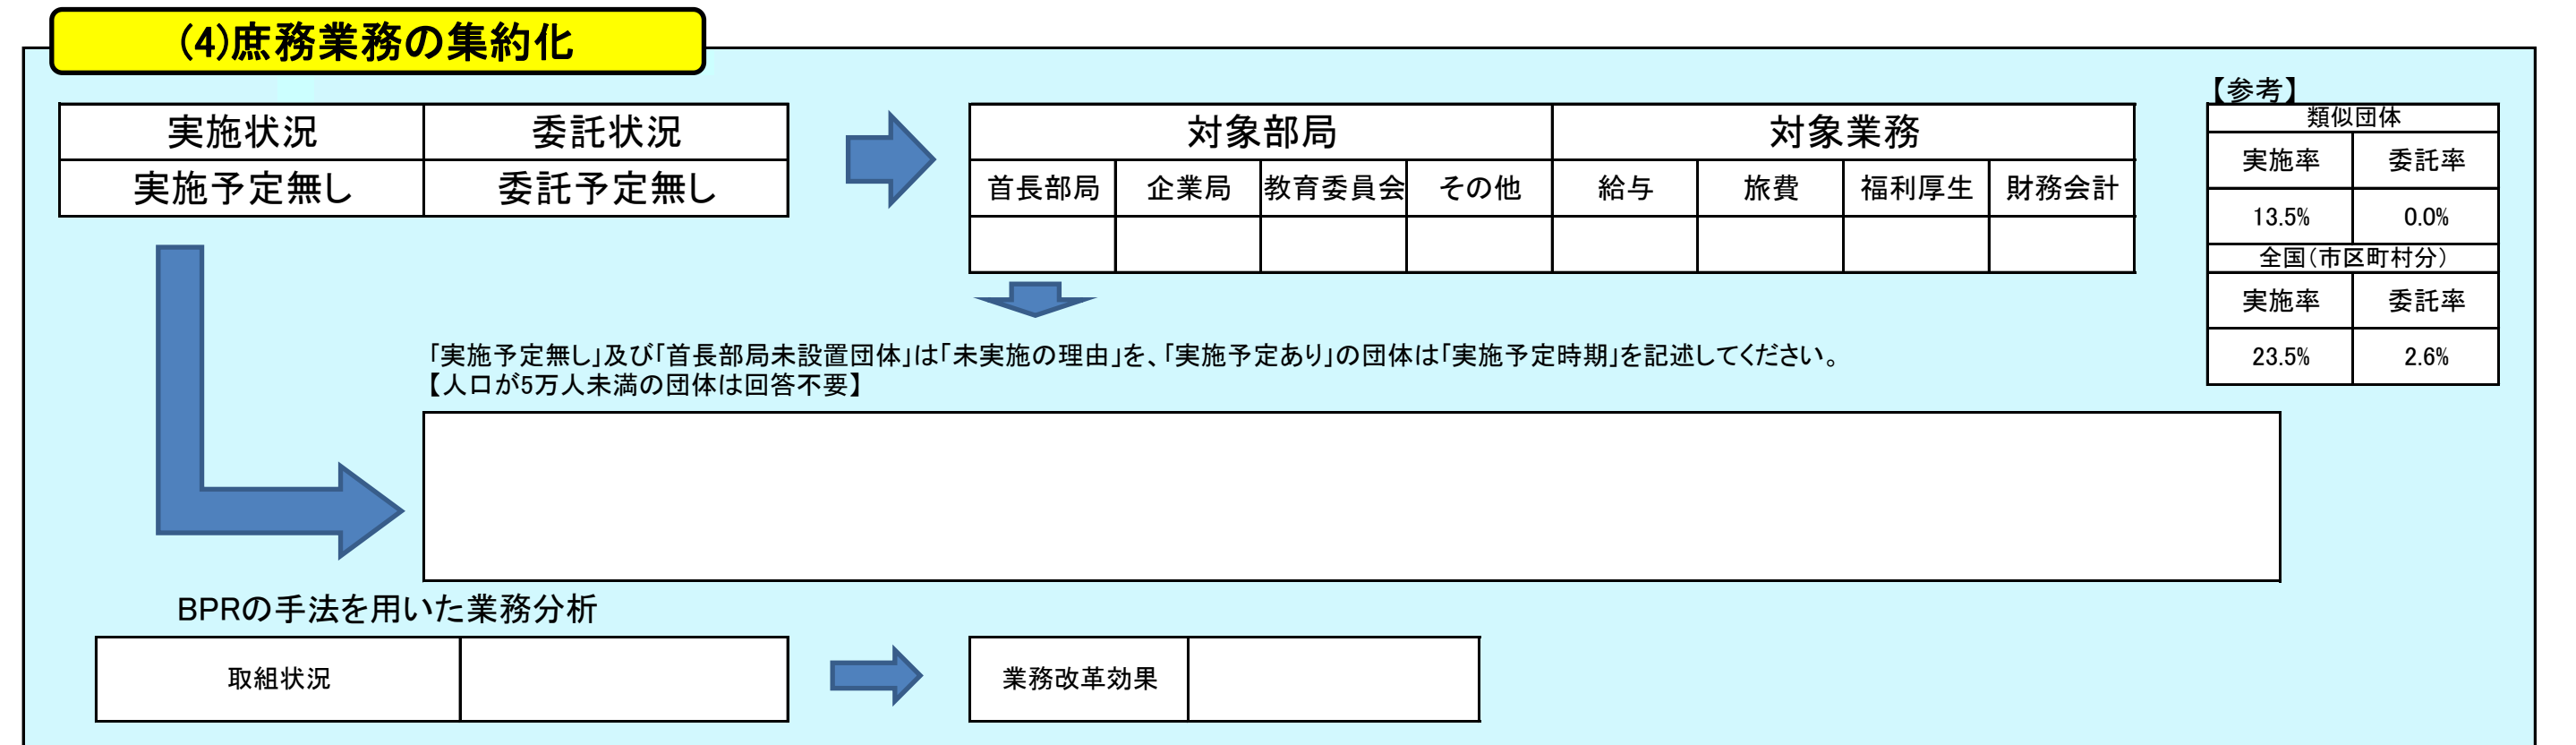 (4)庶務業務の集約化
【参考】
実施状況 委託状況
実施予定無し 委託予定無し
対象部局 対象業務
首長部局 企業局 教育委員会 その他 給与 旅費 福利厚生 財務会計
類似団体
実施率 委託率
13.5% 0.0%
全国(市区町村分)
実施率 委託率
23.5% 2.6%
「実施予定無し」及び「首長部局未設置団体」は「未実施の理由」を、「実施予定あり」の団体は「実施予定時期」を記述してください。
【人口が5万人未満の団体は回答不要】
BPRの手法を用いた業務分析
取組状況
業務改革効果